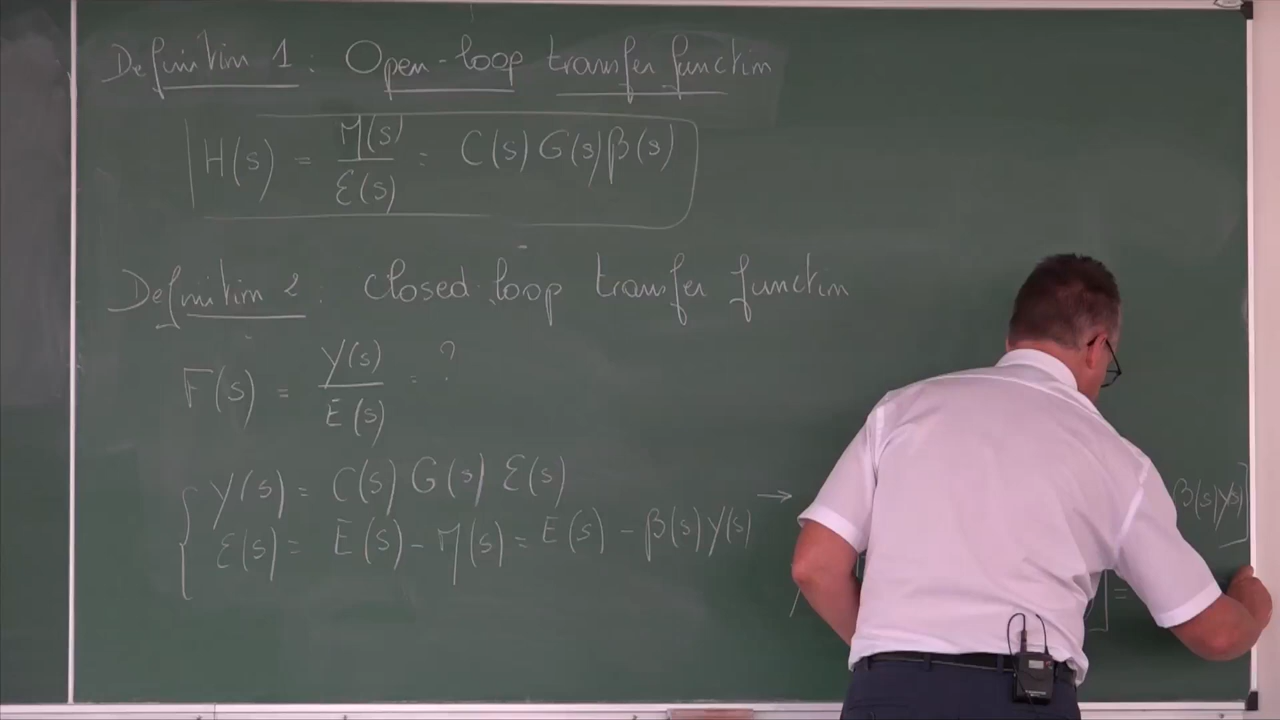 Definition 1 : Open-loop transfer function
H(s) = M(s)/ε(s) = C(s) G(s) β(s)
Definition 2 : Closed-loop transfer function
F(s) = Y(s)/E(s) = ?
Y(s) = C(s) G(s) ε(s) →
β(s)Y(s)]
ε(s) = E(s) - M(s) = E(s) - β(s)Y(s)
] =